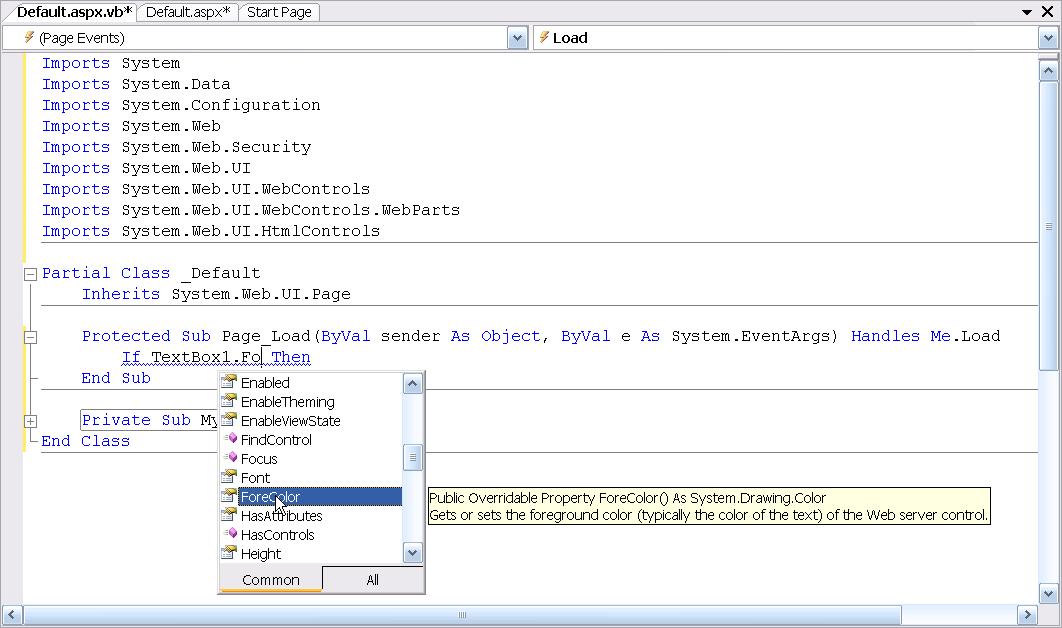 Default.aspx.vb* Default.aspx* Start Page
(Page Events) Load
Imports System
Imports System.Data
Imports System.Configuration
Imports System.Web
Imports System.Web.Security
Imports System.Web.UI
Imports System.Web.UI.WebControls
Imports System.Web.UI.WebControls.WebParts
Imports System.Web.UI.HtmlControls
Partial Class _Default
Inherits System.Web.UI.Page
Protected Sub Page_Load(ByVal sender As Object, ByVal e As System.EventArgs) Handles Me.Load
If TextBox1.Fo Then
End Sub
Private Sub My
End Class
Enabled
EnableTheming
EnableViewState
FindControl
Focus
Font
ForeColor
HasAttributes
HasControls
Height
Common All
Public Overridable Property ForeColor() As System.Drawing.Color
Gets or sets the foreground color (typically the color of the text) of the Web server control.